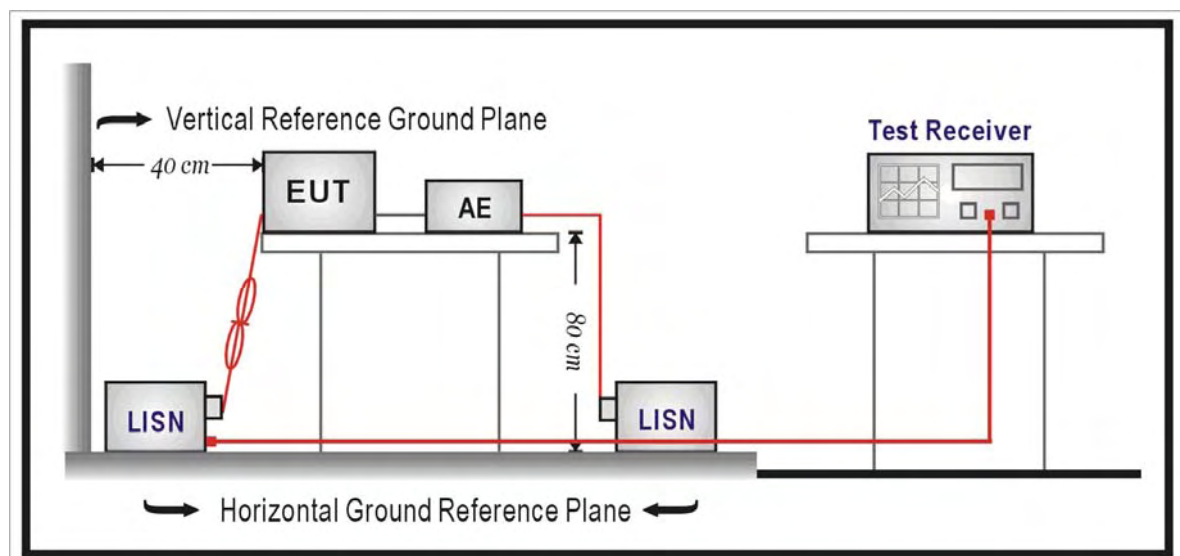 Vertical Reference Ground Plane
40 cm
Test Receiver
EUT
AE
80 cm
LISN
LISN
Horizontal Ground Reference Plane